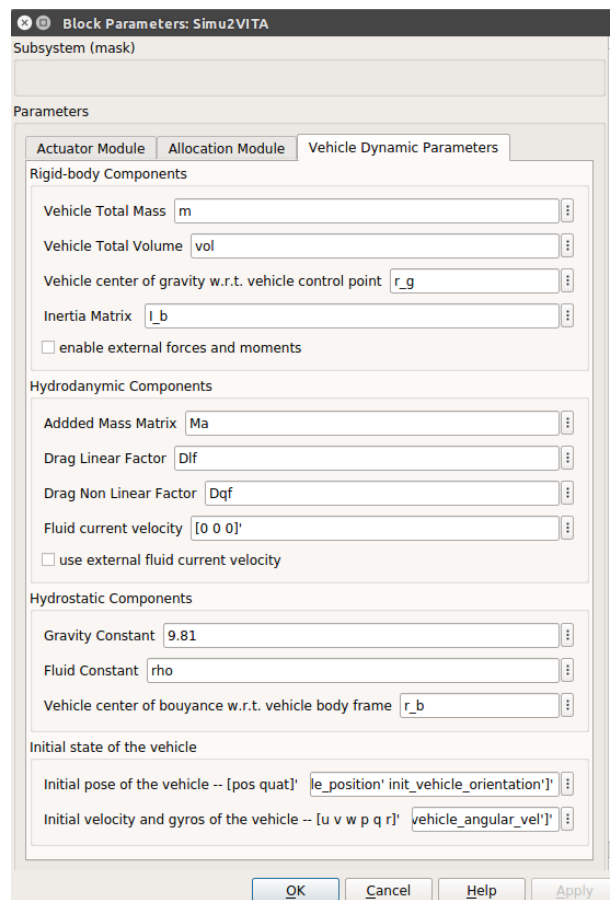 Block Parameters: Simu2VITA
Subsystem (mask)
Parameters
Actuator Module Allocation Module Vehicle Dynamic Parameters
Rigid-body Components
Vehicle Total Mass m
Vehicle Total Volume vol
Vehicle center of gravity w.r.t. vehicle control point r_g
Inertia Matrix I_b
enable external forces and moments
Hydrodanymic Components
Addded Mass Matrix Ma
Drag Linear Factor Dlf
Drag Non Linear Factor Dqf
Fluid current velocity [0 0 0]'
use external fluid current velocity
Hydrostatic Components
Gravity Constant 9.81
Fluid Constant rho
Vehicle center of bouyance w.r.t. vehicle body frame r_b
Initial state of the vehicle
Initial pose of the vehicle -- [pos quat]' le_position' init_vehicle_orientation']'
Initial velocity and gyros of the vehicle -- [u v w p q r]' vehicle_angular_vel']'
OK Cancel Help Apply